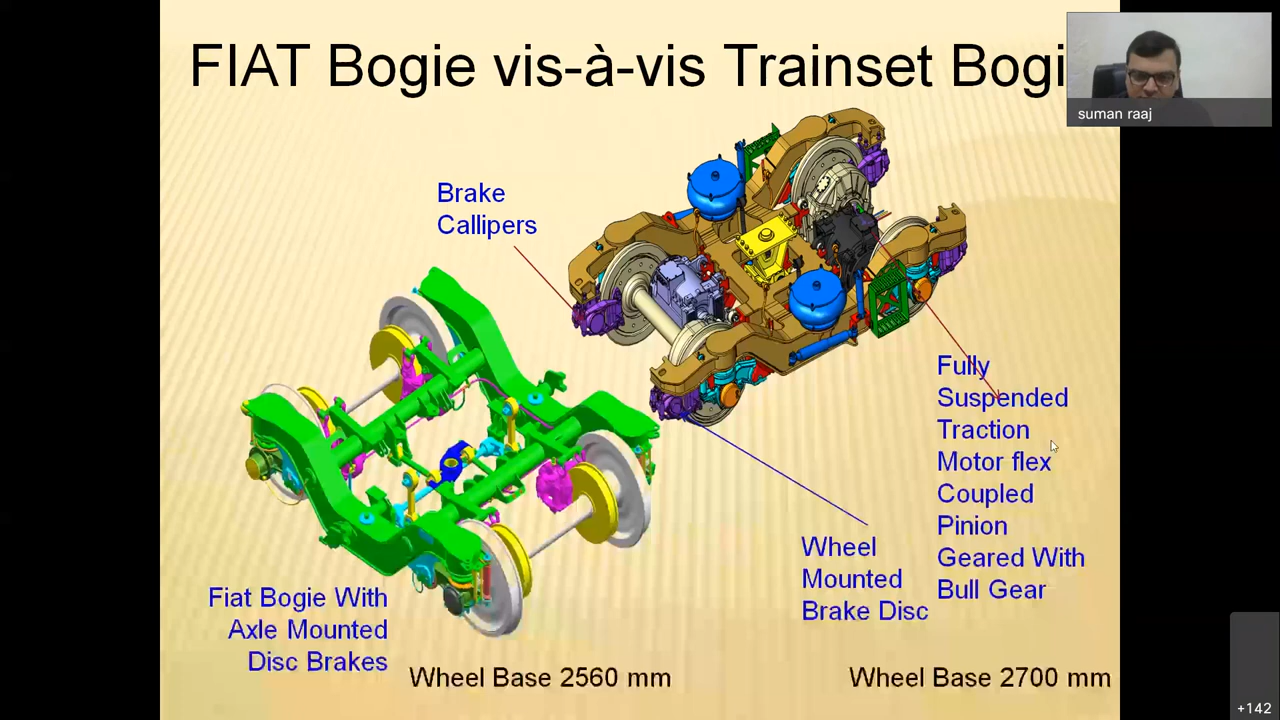 FIAT Bogie vis-à-vis Trainset Bogi
suman raaj
Brake
Callipers
Fully
Suspended
Traction
Motor flex
Coupled
Pinion
Geared With
Bull Gear
Wheel
Mounted
Brake Disc
Fiat Bogie With
Axle Mounted
Disc Brakes
Wheel Base 2560 mm
Wheel Base 2700 mm
+142